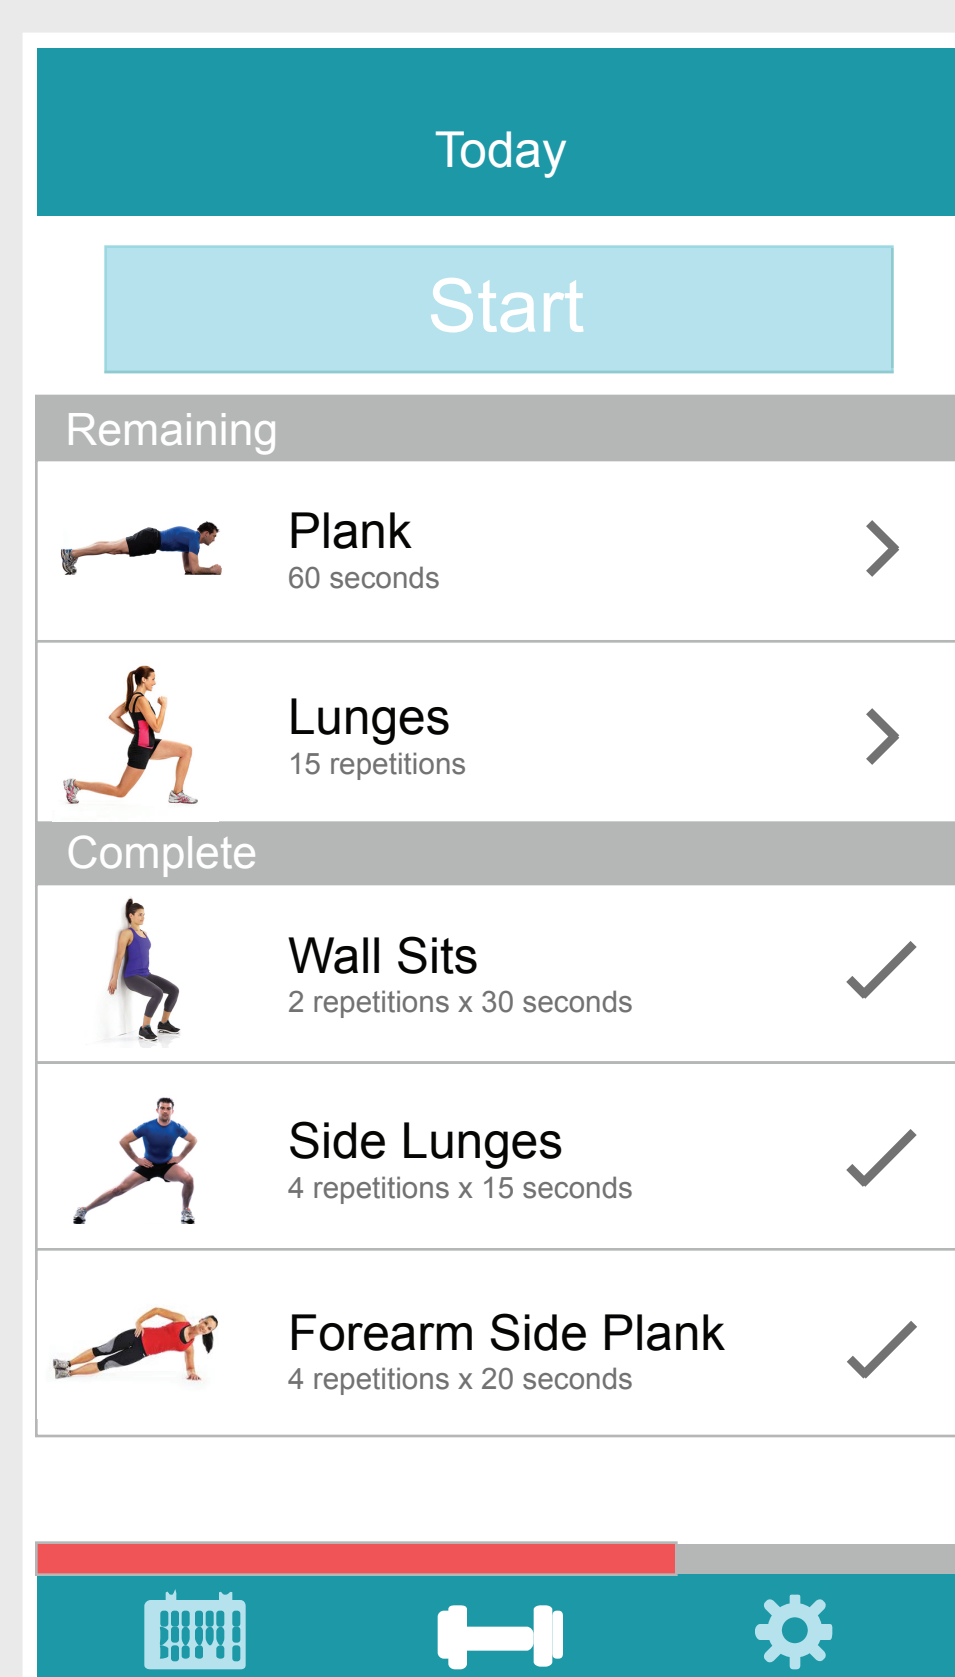 Today
Start
Remaining
Plank
60 seconds
Lunges
15 repetitions
Complete
Wall Sits
2 repetitions x 30 seconds
Side Lunges
4 repetitions x 15 seconds
Forearm Side Plank
4 repetitions x 20 seconds